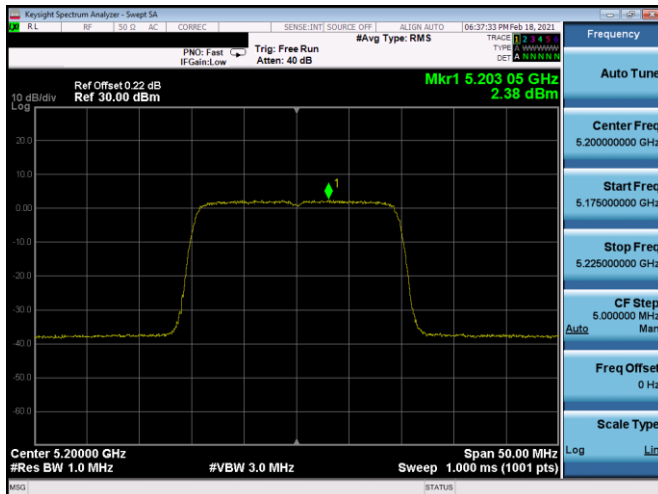 Keysight Spectrum Analyzer - Swept SA
RL RF 50 Ω AC CORREC SENSE:INT SOURCE OFF ALIGN AUTO 06:37:33 PM Feb 18, 2021
#Avg Type: RMS
TRACE 1 2 3 4 5 6
TYPE A WWWWW
DET A N N N N N
PNO: Fast
IFGain:Low
Trig: Free Run
Atten: 40 dB
Mkr1 5.203 05 GHz
2.38 dBm
Ref Offset 0.22 dB
Ref 30.00 dBm
10 dB/div
Log
20.0
10.0
0.00
-10.0
-20.0
-30.0
-40.0
-50.0
-60.0
1
Center 5.20000 GHz
#Res BW 1.0 MHz
#VBW 3.0 MHz
Span 50.00 MHz
Sweep 1.000 ms (1001 pts)
MSG
STATUS
Frequency
Auto Tune
Center Freq
5.200000000 GHz
Start Freq
5.175000000 GHz
Stop Freq
5.225000000 GHz
CF Step
5.000000 MHz
Auto Man
Freq Offset
0 Hz
Scale Type
Log Lin